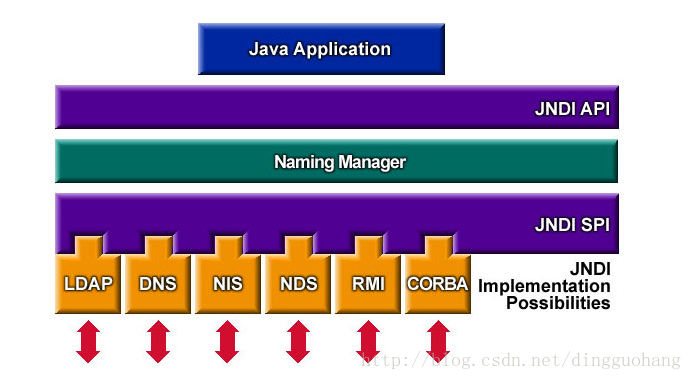 Java Application
JNDI API
Naming Manager
JNDI SPI
LDAP DNS NIS NDS RMI CORBA
JNDI
Implementation
Possibilities
http://blog.csdn.net/dingguohang